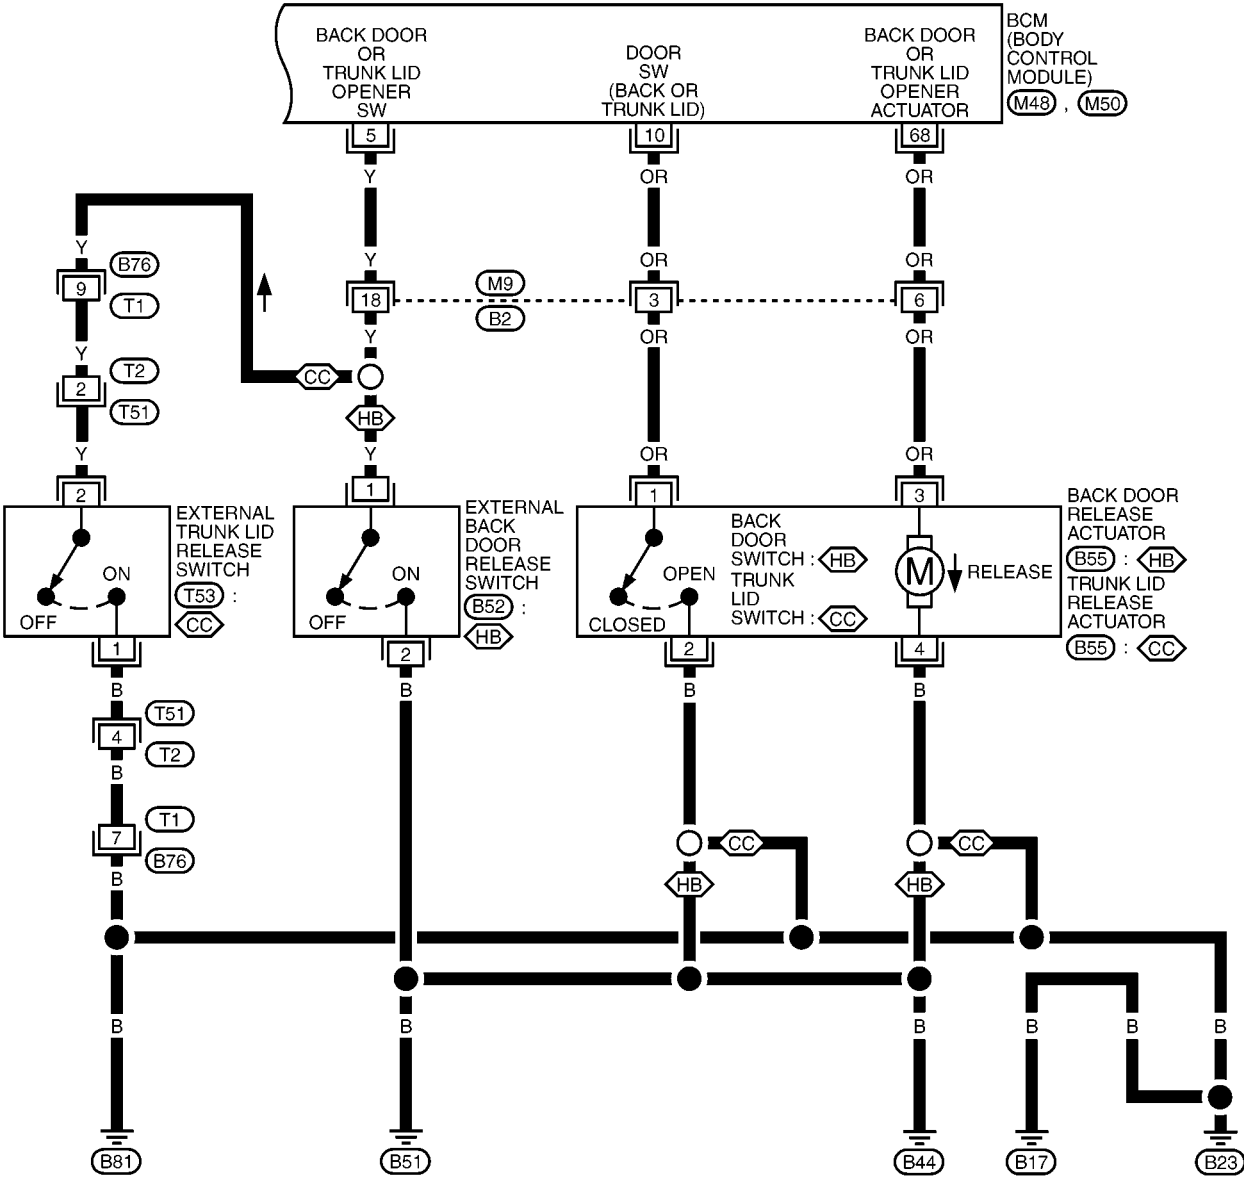 BACK DOOR
OR
TRUNK LID
OPENER
SW
DOOR
SW
(BACK OR
TRUNK LID)
BACK DOOR
OR
TRUNK LID
OPENER
ACTUATOR
BCM
(BODY
CONTROL
MODULE)
M48 , M50
5
10
68
Y
OR
OR
Y
B76
9
T1
Y
OR
OR
M9
18
3
6
B2
Y
OR
OR
Y
T2
2
T51
CC
HB
Y
Y
OR
OR
2
1
1
3
EXTERNAL
TRUNK LID
RELEASE
SWITCH
T53 :
CC
ON
OFF
EXTERNAL
BACK
DOOR
RELEASE
SWITCH
B52 :
HB
ON
OFF
BACK
DOOR
SWITCH : HB
TRUNK
LID
SWITCH : CC
OPEN
CLOSED
M
RELEASE
BACK DOOR
RELEASE
ACTUATOR
B55 : HB
TRUNK LID
RELEASE
ACTUATOR
B55 : CC
1
2
2
4
B
B
B
B
T51
4
T2
B
T1
7
B76
B
CC
HB
CC
HB
B
B
B
B
B
B
B81
B51
B44
B17
B23